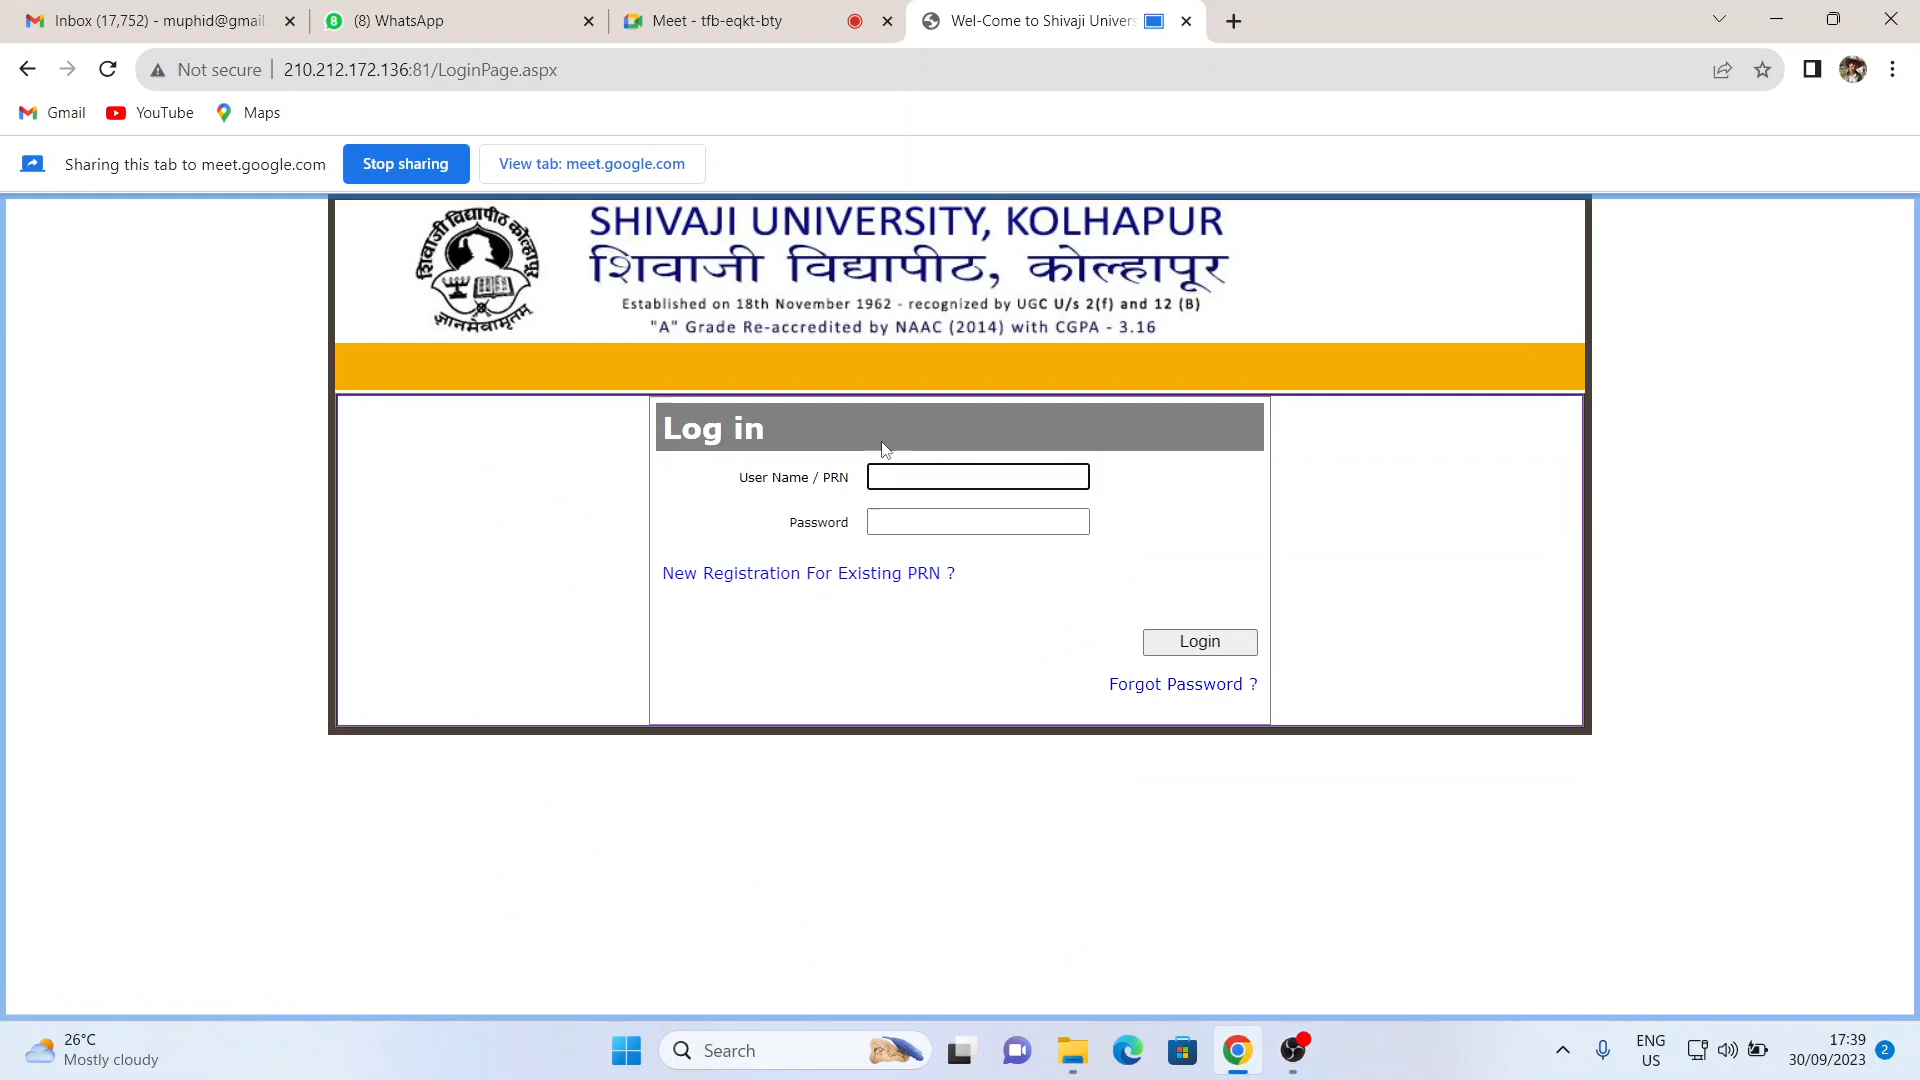 Inbox (17,752) - muphid@gmail.
(8) WhatsApp
Meet - tfb-eqkt-bty
Wel-Come to Shivaji Univers
Not secure
210.212.172.136:81/LoginPage.aspx
Gmail
YouTube
Maps
Sharing this tab to meet.google.com
Stop sharing
View tab: meet.google.com
शिवाजी विद्यापीठ कोल्हापूर
ज्ञानमेवामृतम्
SHIVAJI UNIVERSITY, KOLHAPUR
शिवाजी विद्यापीठ, कोल्हापूर
Established on 18th November 1962 - recognized by UGC U/s 2(f) and 12 (B)
"A" Grade Re-accredited by NAAC (2014) with CGPA - 3.16
Log in
User Name / PRN
Password
New Registration For Existing PRN ?
Login
Forgot Password ?
26°C
Mostly cloudy
Search
ENG
US
17:39
30/09/2023
2